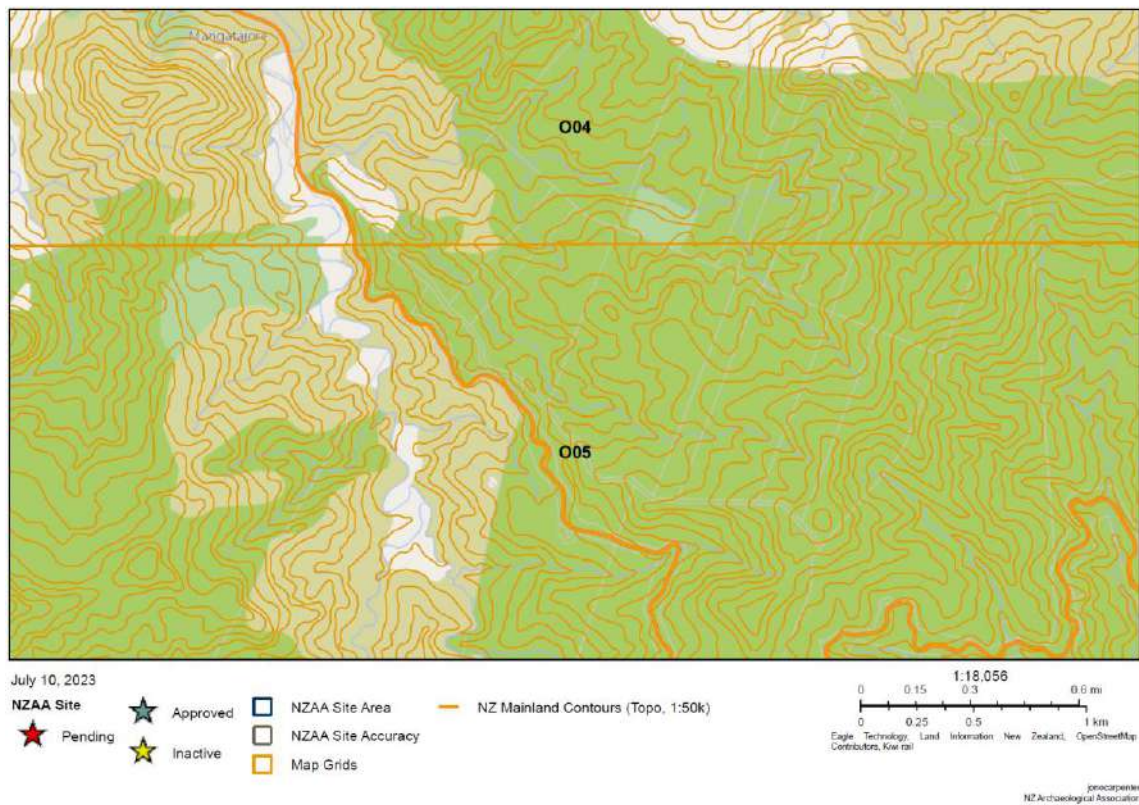 Mangataiore
O04
O05
July 10, 2023
NZAA Site
Pending
Approved
Inactive
NZAA Site Area
NZAA Site Accuracy
Map Grids
NZ Mainland Contours (Topo, 1:50k)
1:18,056
0 0.15 0.3 0.6 mi
0 0.25 0.5 1 km
Eagle Technology, Land Information New Zealand, OpenStreetMap
Contributors, Kiwi rail
jonocarpenter
NZ Archaeological Association